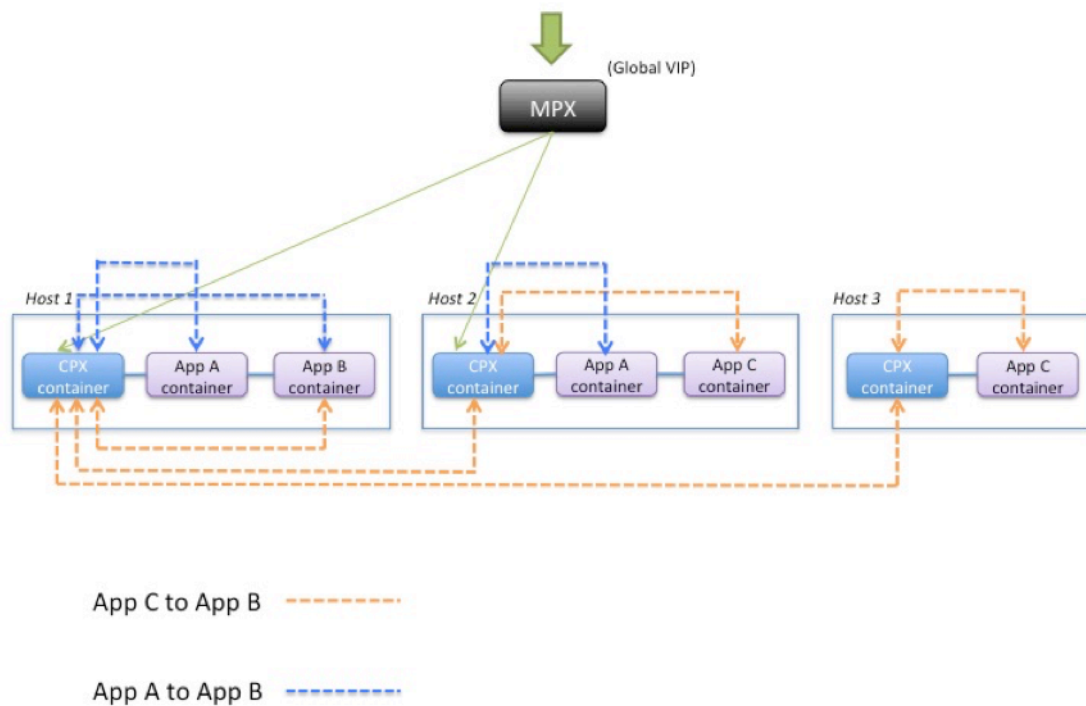 (Global VIP)
MPX
Host 1
Host 2
Host 3
CPX
container
App A
container
App B
container
CPX
container
App A
container
App C
container
CPX
container
App C
container
App C to App B
App A to App B